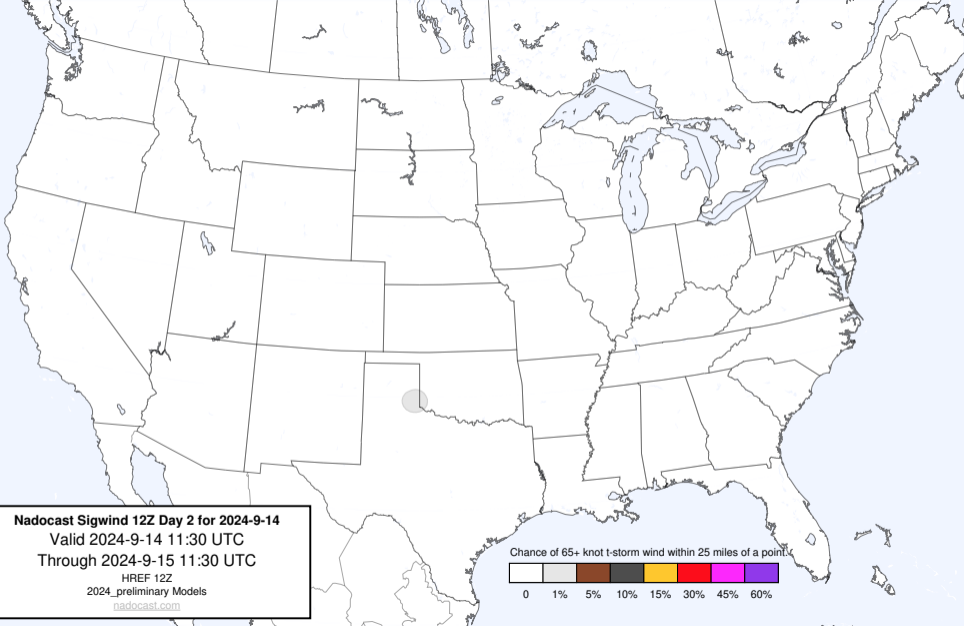 Nadocast Sigwind 12Z Day 2 for 2024-9-14
Valid 2024-9-14 11:30 UTC
Through 2024-9-15 11:30 UTC
HREF 12Z
2024_preliminary Models
nadocast.com
Chance of 65+ knot t-storm wind within 25 miles of a point.
0 1% 5% 10% 15% 30% 45% 60%